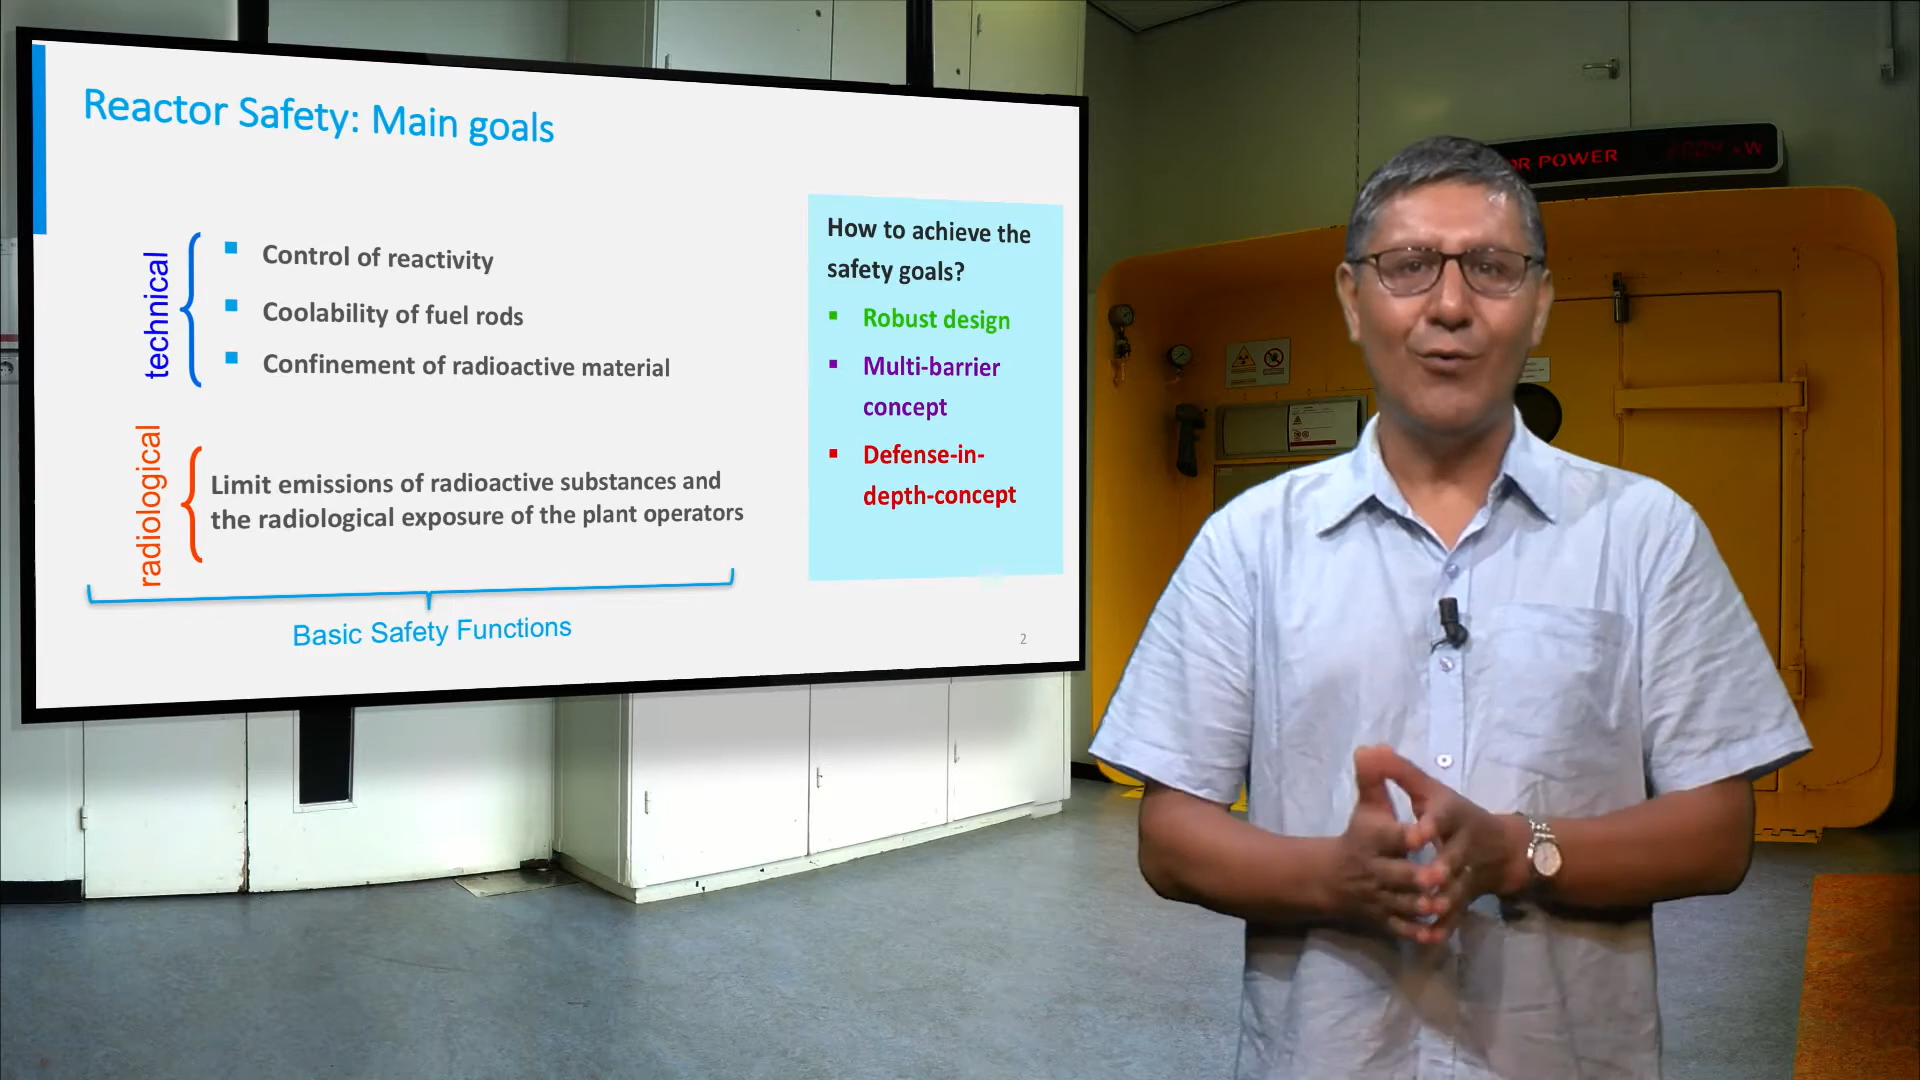 Reactor Safety: Main goals
technical
Control of reactivity
Coolability of fuel rods
Confinement of radioactive material
radiological
Limit emissions of radioactive substances and
the radiological exposure of the plant operators
Basic Safety Functions
How to achieve the
safety goals?
Robust design
Multi-barrier
concept
Defense-in-
depth-concept
2
OR POWER